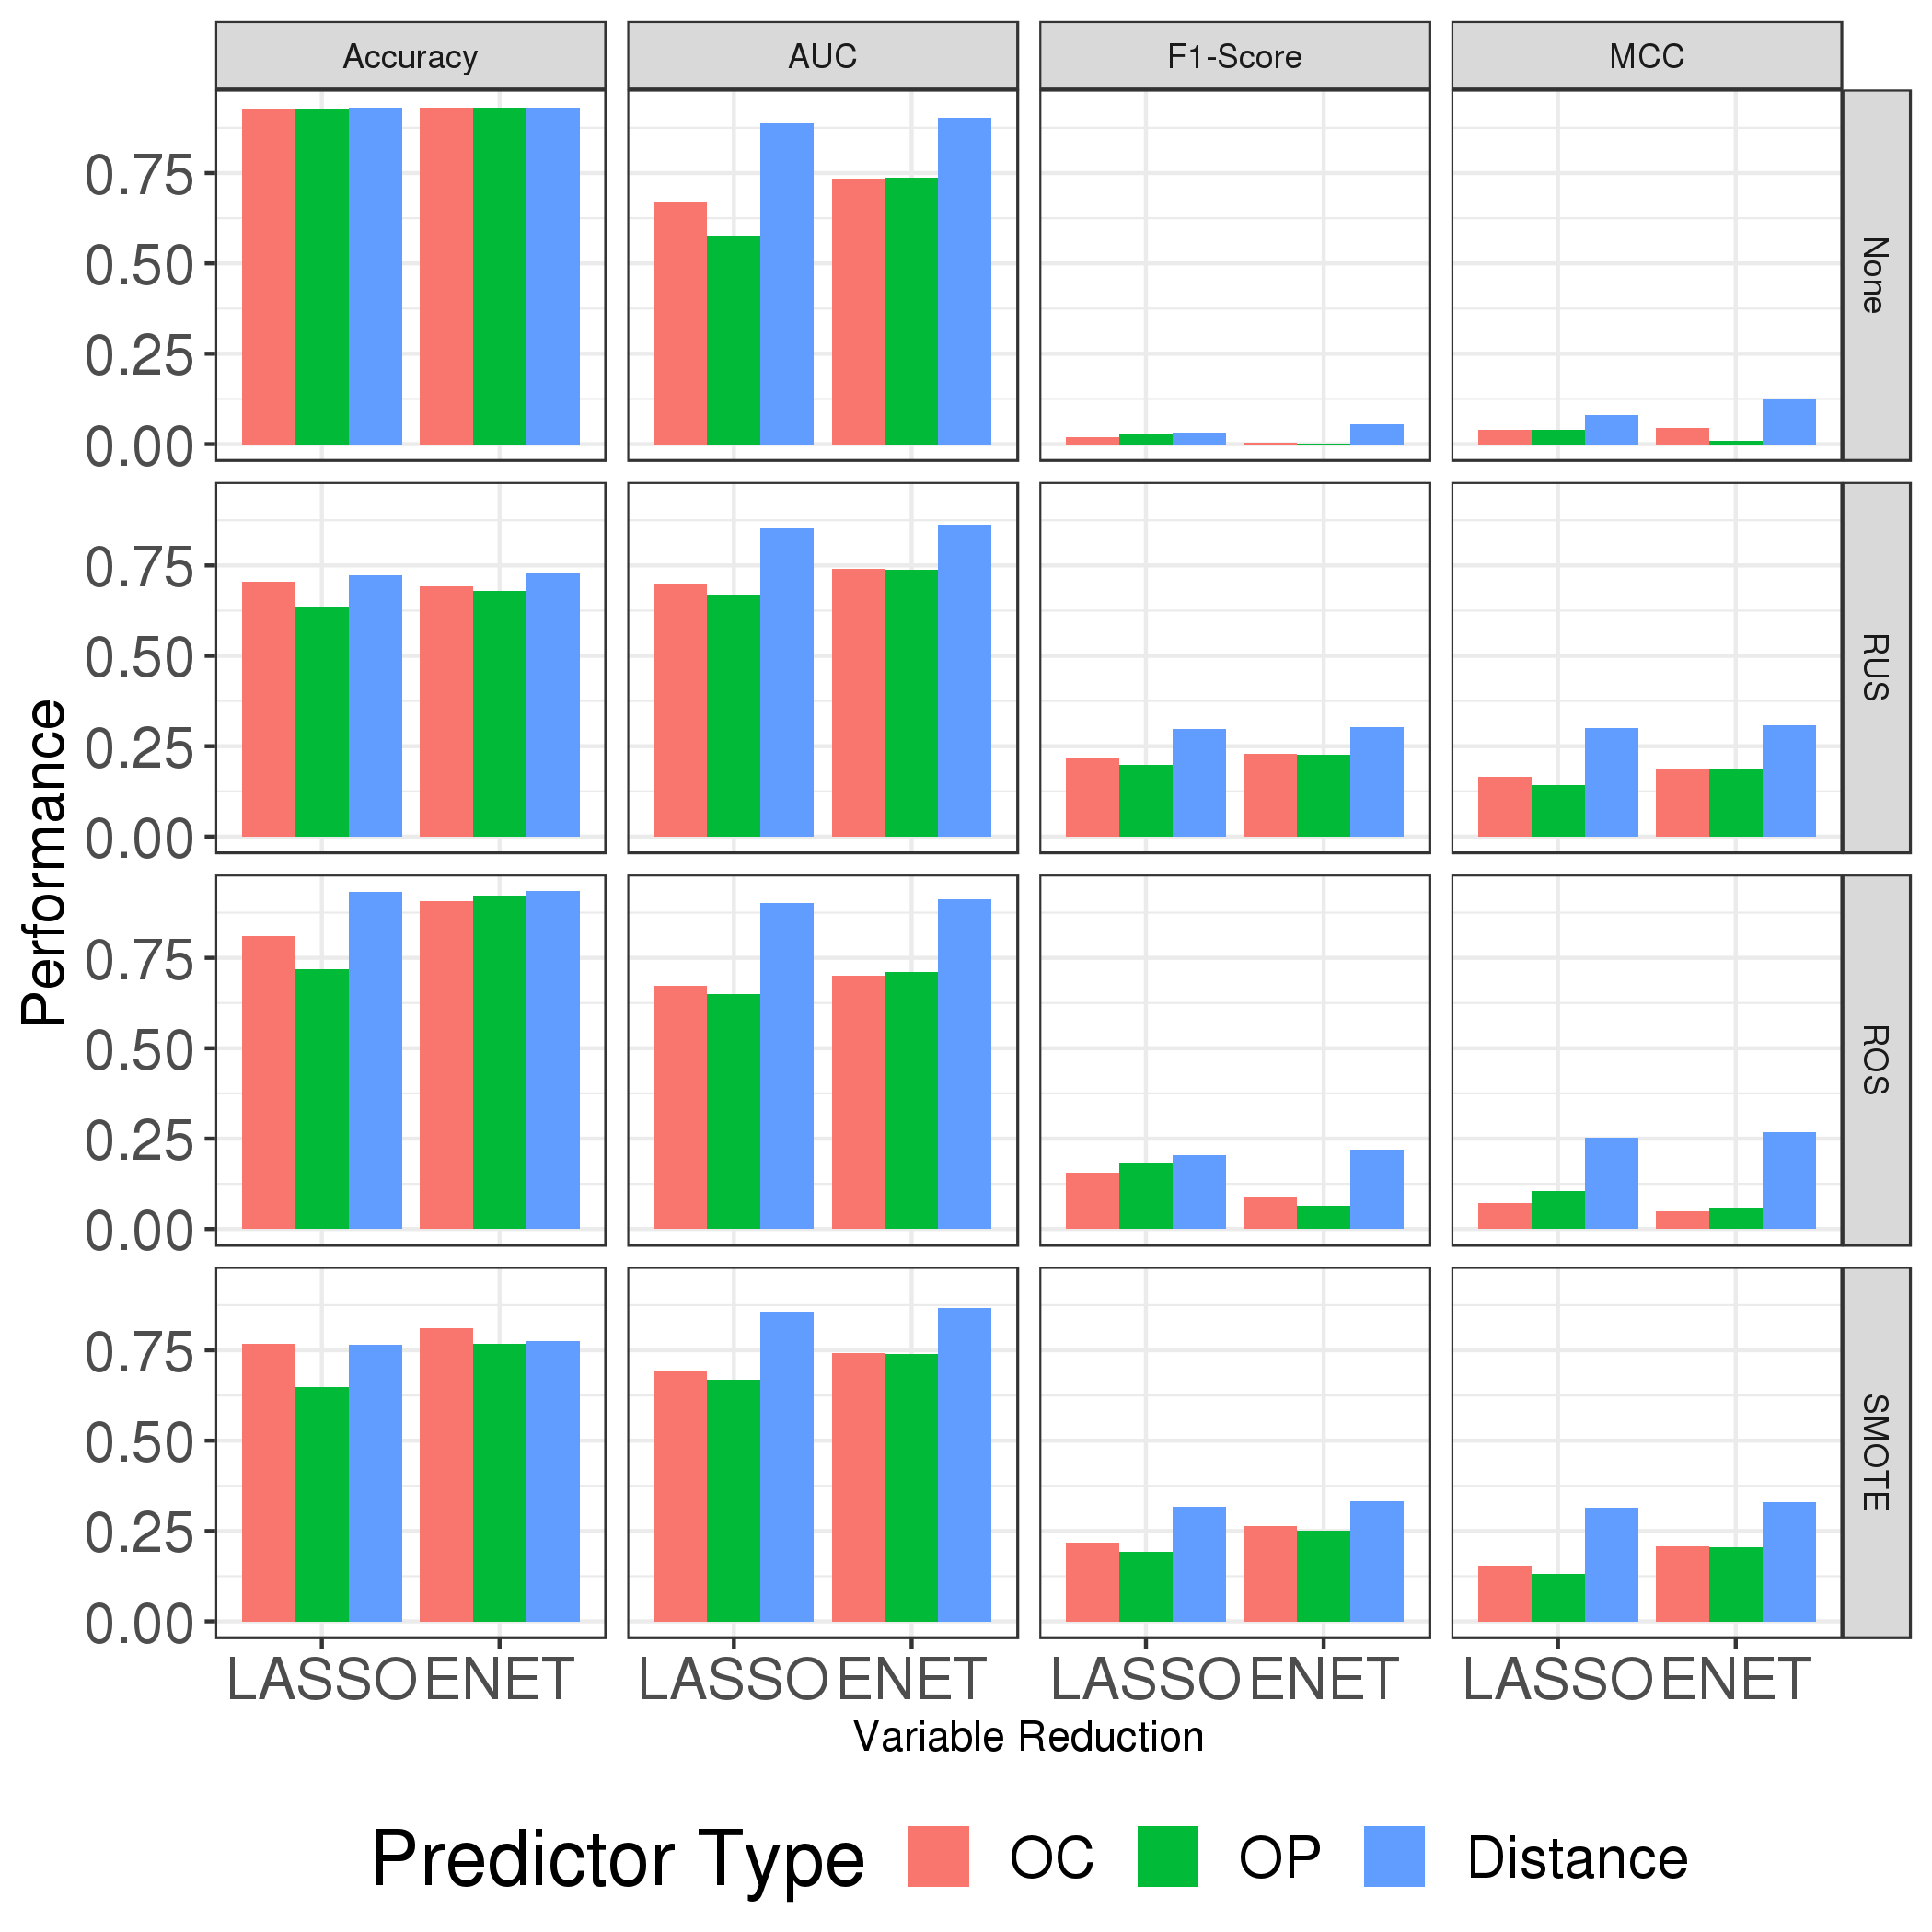 Accuracy AUC F1-Score MCC
0.75
0.50
0.25
0.00
None
0.75
0.50
0.25
0.00
RUS
Performance
0.75
0.50
0.25
0.00
ROS
0.75
0.50
0.25
0.00
SMOTE
LASSO ENET LASSO ENET LASSO ENET LASSO ENET
Variable Reduction
Predictor Type OC OP Distance